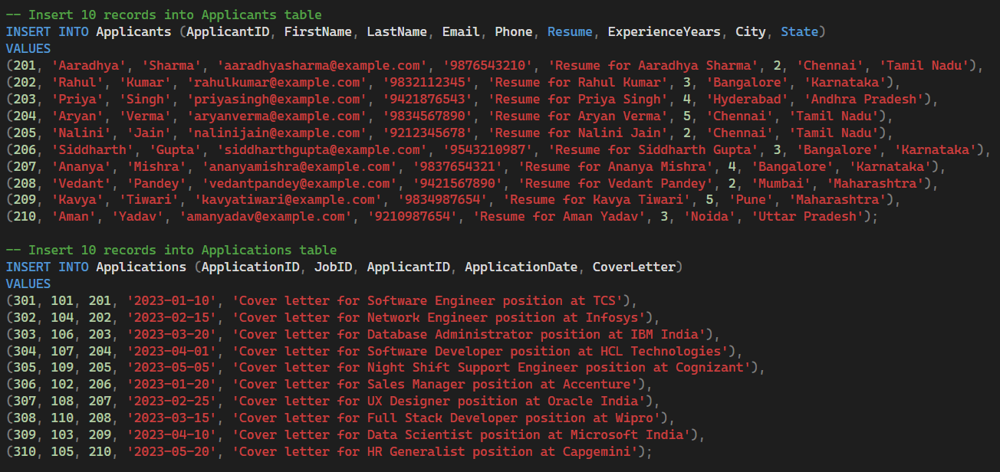 -- Insert 10 records into Applicants table
INSERT INTO Applicants (ApplicantID, FirstName, LastName, Email, Phone, Resume, ExperienceYears, City, State)
VALUES
(201, 'Aaradhya', 'Sharma', 'aaradhyasharma@example.com', '9876543210', 'Resume for Aaradhya Sharma', 2, 'Chennai', 'Tamil Nadu'),
(202, 'Rahul', 'Kumar', 'rahulkumar@example.com', '9832112345', 'Resume for Rahul Kumar', 3, 'Bangalore', 'Karnataka'),
(203, 'Priya', 'Singh', 'priyasingh@example.com', '9421876543', 'Resume for Priya Singh', 4, 'Hyderabad', 'Andhra Pradesh'),
(204, 'Aryan', 'Verma', 'aryanverma@example.com', '9834567890', 'Resume for Aryan Verma', 5, 'Chennai', 'Tamil Nadu'),
(205, 'Nalini', 'Jain', 'nalinijain@example.com', '9212345678', 'Resume for Nalini Jain', 2, 'Chennai', 'Tamil Nadu'),
(206, 'Siddharth', 'Gupta', 'siddharthgupta@example.com', '9543210987', 'Resume for Siddharth Gupta', 3, 'Bangalore', 'Karnataka'),
(207, 'Ananya', 'Mishra', 'ananyamishra@example.com', '9837654321', 'Resume for Ananya Mishra', 4, 'Bangalore', 'Karnataka'),
(208, 'Vedant', 'Pandey', 'vedantpandey@example.com', '9421567890', 'Resume for Vedant Pandey', 2, 'Mumbai', 'Maharashtra'),
(209, 'Kavya', 'Tiwari', 'kavyatiwari@example.com', '9834987654', 'Resume for Kavya Tiwari', 5, 'Pune', 'Maharashtra'),
(210, 'Aman', 'Yadav', 'amanyadav@example.com', '9210987654', 'Resume for Aman Yadav', 3, 'Noida', 'Uttar Pradesh');
-- Insert 10 records into Applications table
INSERT INTO Applications (ApplicationID, JobID, ApplicantID, ApplicationDate, CoverLetter)
VALUES
(301, 101, 201, '2023-01-10', 'Cover letter for Software Engineer position at TCS'),
(302, 104, 202, '2023-02-15', 'Cover letter for Network Engineer position at Infosys'),
(303, 106, 203, '2023-03-20', 'Cover letter for Database Administrator position at IBM India'),
(304, 107, 204, '2023-04-01', 'Cover letter for Software Developer position at HCL Technologies'),
(305, 109, 205, '2023-05-05', 'Cover letter for Night Shift Support Engineer position at Cognizant'),
(306, 102, 206, '2023-01-20', 'Cover letter for Sales Manager position at Accenture'),
(307, 108, 207, '2023-02-25', 'Cover letter for UX Designer position at Oracle India'),
(308, 110, 208, '2023-03-15', 'Cover letter for Full Stack Developer position at Wipro'),
(309, 103, 209, '2023-04-10', 'Cover letter for Data Scientist position at Microsoft India'),
(310, 105, 210, '2023-05-20', 'Cover letter for HR Generalist position at Capgemini');